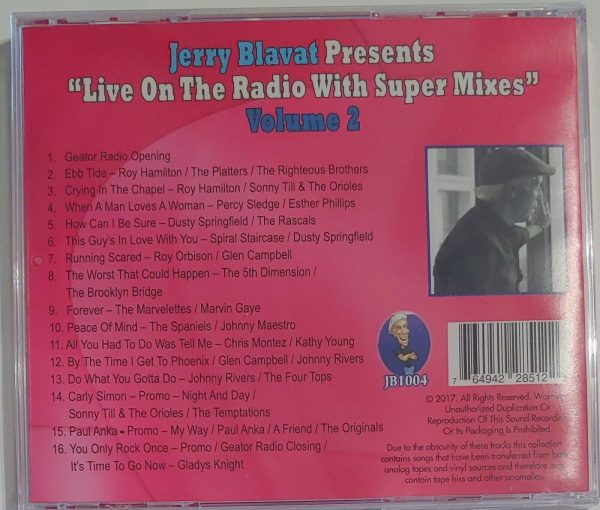 Jerry Blavat Presents
"Live On The Radio With Super Mixes"
Volume 2
1. Geator Radio Opening
2. Ebb Tide – Roy Hamilton / The Platters / The Righteous Brothers
3. Crying In The Chapel – Roy Hamilton / Sonny Till & The Orioles
4. When A Man Loves A Woman – Percy Sledge / Esther Phillips
5. How Can I Be Sure – Dusty Springfield / The Rascals
6. This Guy's In Love With You – Spiral Staircase / Dusty Springfield
7. Running Scared – Roy Orbison / Glen Campbell
8. The Worst That Could Happen – The 5th Dimension /
The Brooklyn Bridge
9. Forever – The Marvelettes / Marvin Gaye
10. Peace Of Mind – The Spaniels / Johnny Maestro
11. All You Had To Do Was Tell Me – Chris Montez / Kathy Young
12. By The Time I Get To Phoenix / Glen Campbell / Johnny Rivers
13. Do What You Gotta Do – Johnny Rivers / The Four Tops
14. Carly Simon – Promo – Night And Day /
Sonny Till & The Orioles / The Temptations
15. Paul Anka - Promo – My Way / Paul Anka / A Friend / The Originals
16. You Only Rock Once – Promo / Geator Radio Closing /
It's Time To Go Now – Gladys Knight
JB1004
7 64942 28512
© 2017. All Rights Reserved.
Unauthorized Duplication Or
Reproduction Of This Sound Recording
Or Its Packaging Is Prohibited.
Due to the obscurity of these tracks this collection
contains songs that have been transferred from both
analog tapes and vinyl sources and therefore may
contain tape hiss and other anomalies.